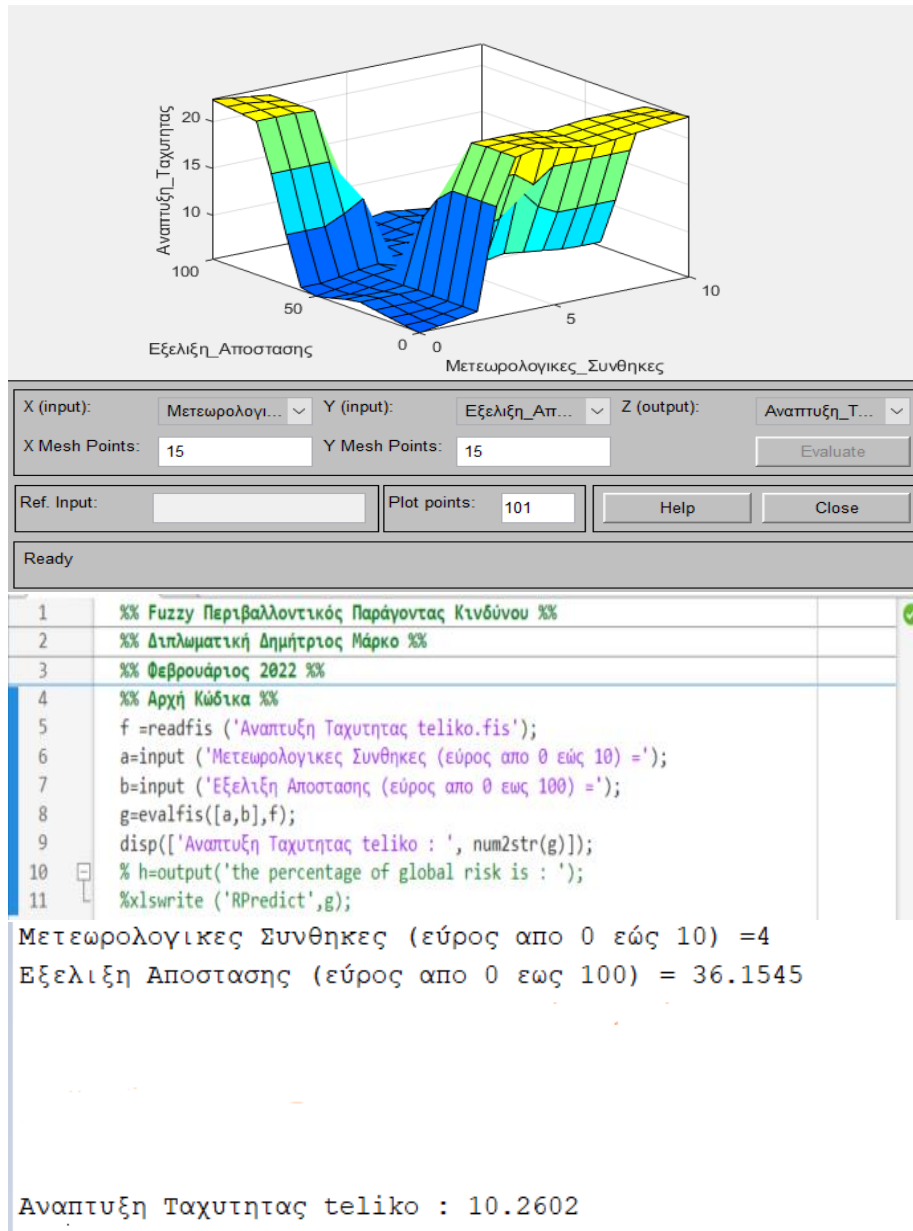 20
15
10
Αναπτυξη_Ταχυτητας
100
50
0
0
5
10
Εξελιξη_Αποστασης
Μετεωρολογικες_Συνθηκες
X (input): Μετεωρολογι... Y (input): Εξελιξη_Απ... Z (output): Αναπτυξη_Τ...
X Mesh Points: 15 Y Mesh Points: 15 Evaluate
Ref. Input: Plot points: 101 Help Close
Ready
1 %% Fuzzy Περιβαλλοντικός Παράγοντας Κινδύνου %%
2 %% Διπλωματική Δημήτριος Μάρκο %%
3 %% Φεβρουάριος 2022 %%
4 %% Αρχή Κώδικα %%
5 f =readfis ('Αναπτυξη Ταχυτητας teliko.fis');
6 a=input ('Μετεωρολογικες Συνθηκες (εύρος απο 0 εώς 10) =');
7 b=input ('Εξελιξη Αποστασης (εύρος απο 0 εως 100) =');
8 g=evalfis([a,b],f);
9 disp(['Αναπτυξη Ταχυτητας teliko : ', num2str(g)]);
10 % h=output('the percentage of global risk is : ');
11 %xlswrite ('RPredict',g);
Μετεωρολογικες Συνθηκες (εύρος απο 0 εώς 10) =4
Εξελιξη Αποστασης (εύρος απο 0 εως 100) = 36.1545
Αναπτυξη Ταχυτητας teliko : 10.2602